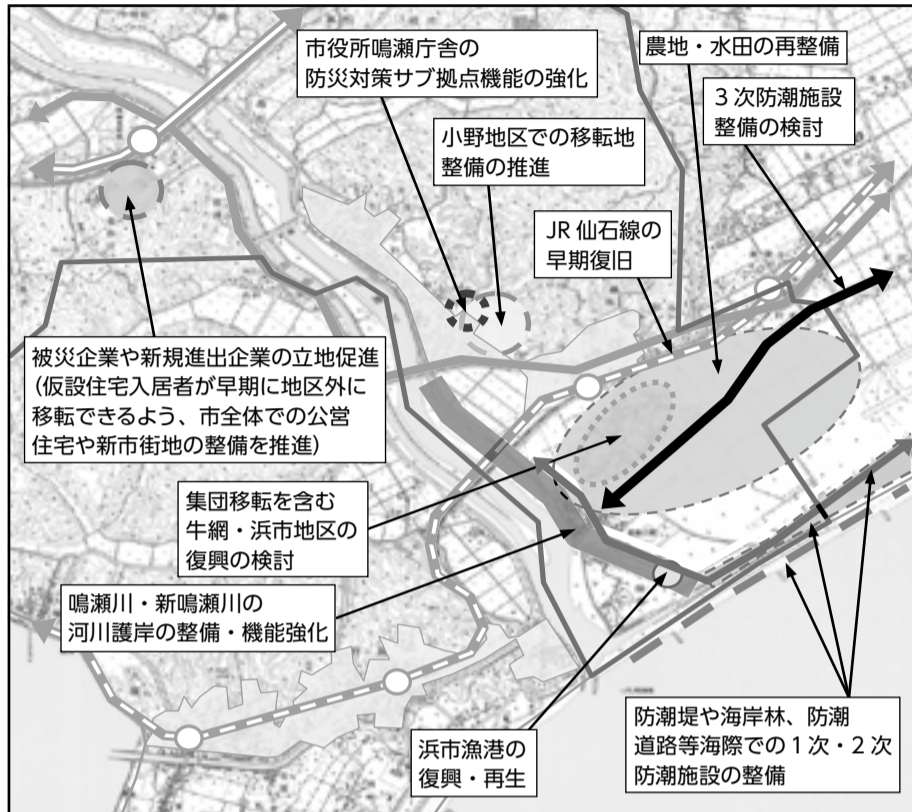 市役所鳴瀬庁舎の
防災対策サブ拠点機能の強化
農地・水田の再整備
3次防潮施設
整備の検討
小野地区での移転地
整備の推進
JR仙石線の
早期復旧
被災企業や新規進出企業の立地促進
(仮設住宅入居者が早期に地区外に
移転できるよう、市全体での公営
住宅や新市街地の整備を推進)
集団移転を含む
牛網・浜市地区の
復興の検討
鳴瀬川・新鳴瀬川の
河川護岸の整備・機能強化
浜市漁港の
復興・再生
防潮堤や海岸林、防潮
道路等海際での1次・2次
防潮施設の整備